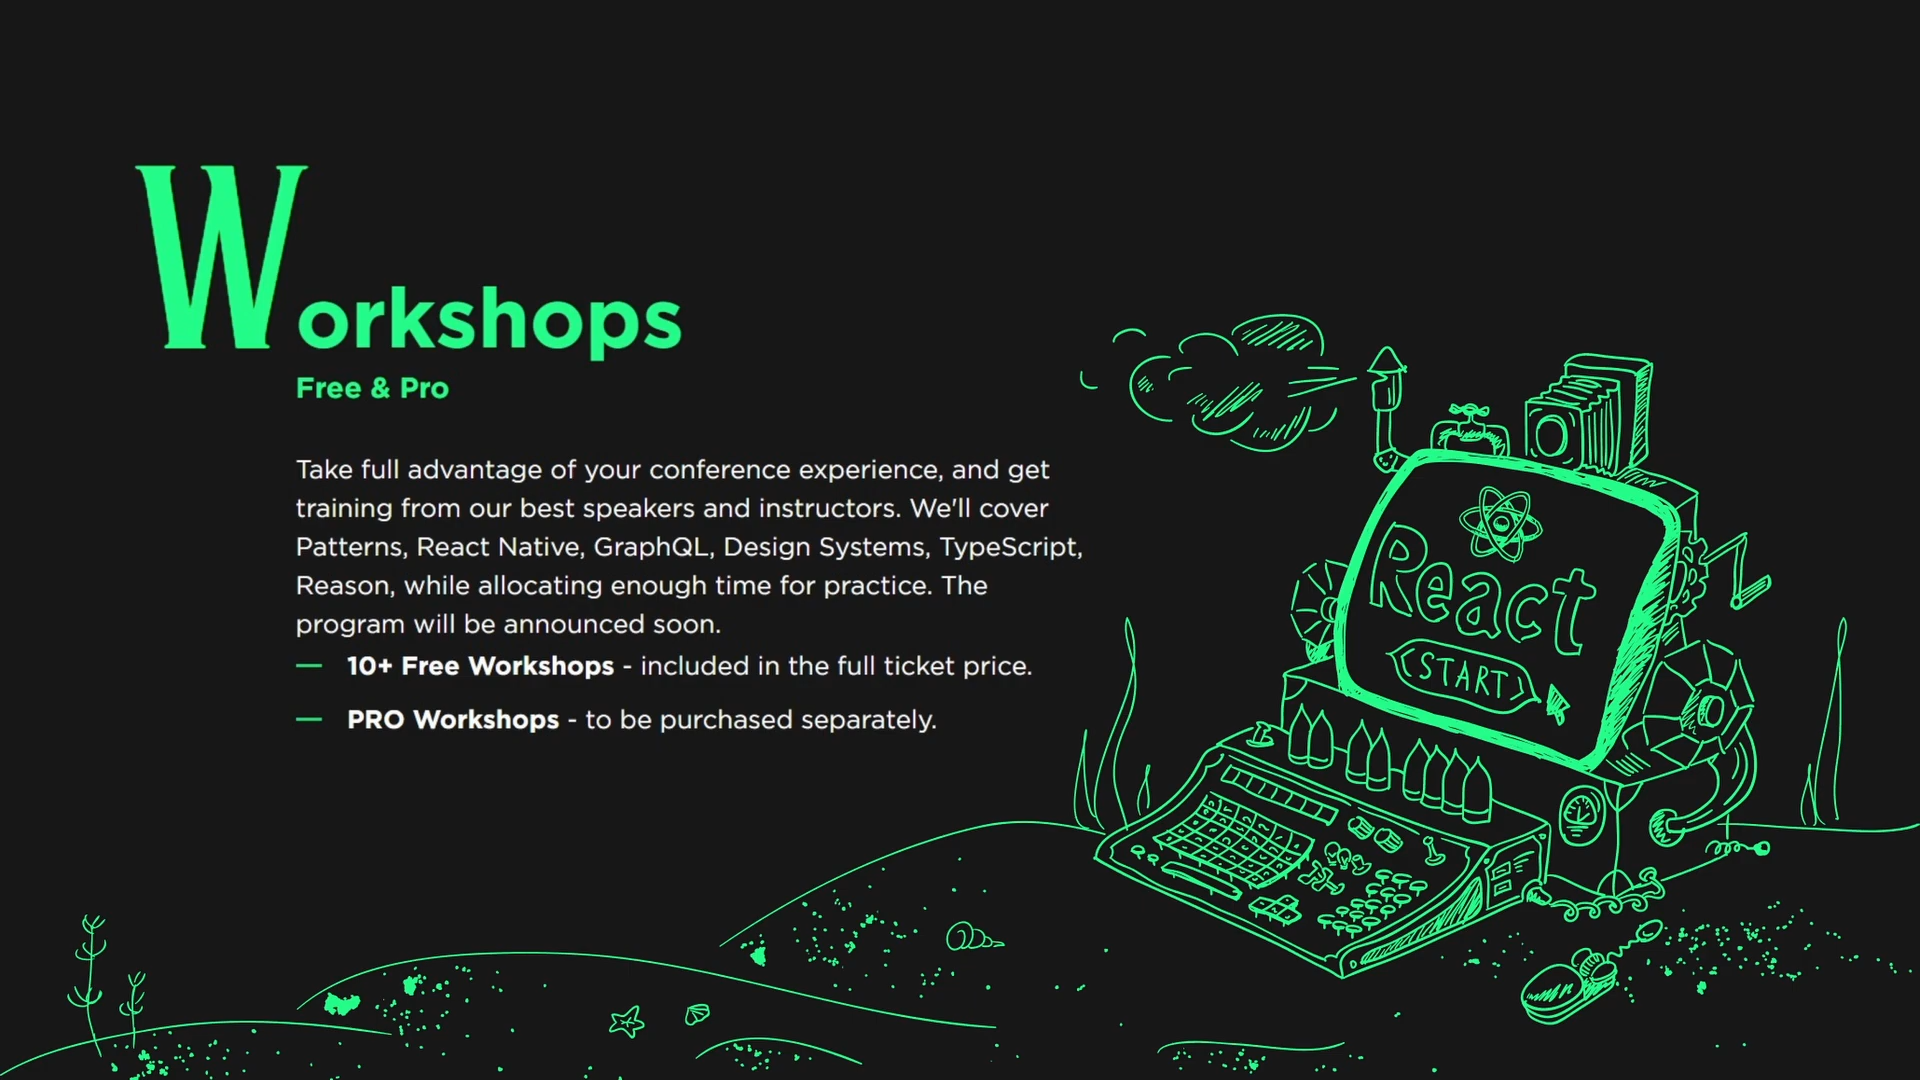 Workshops
Free & Pro
Take full advantage of your conference experience, and get
training from our best speakers and instructors. We'll cover
Patterns, React Native, GraphQL, Design Systems, TypeScript,
Reason, while allocating enough time for practice. The
program will be announced soon.
— 10+ Free Workshops - included in the full ticket price.
— PRO Workshops - to be purchased separately.
React
<START>